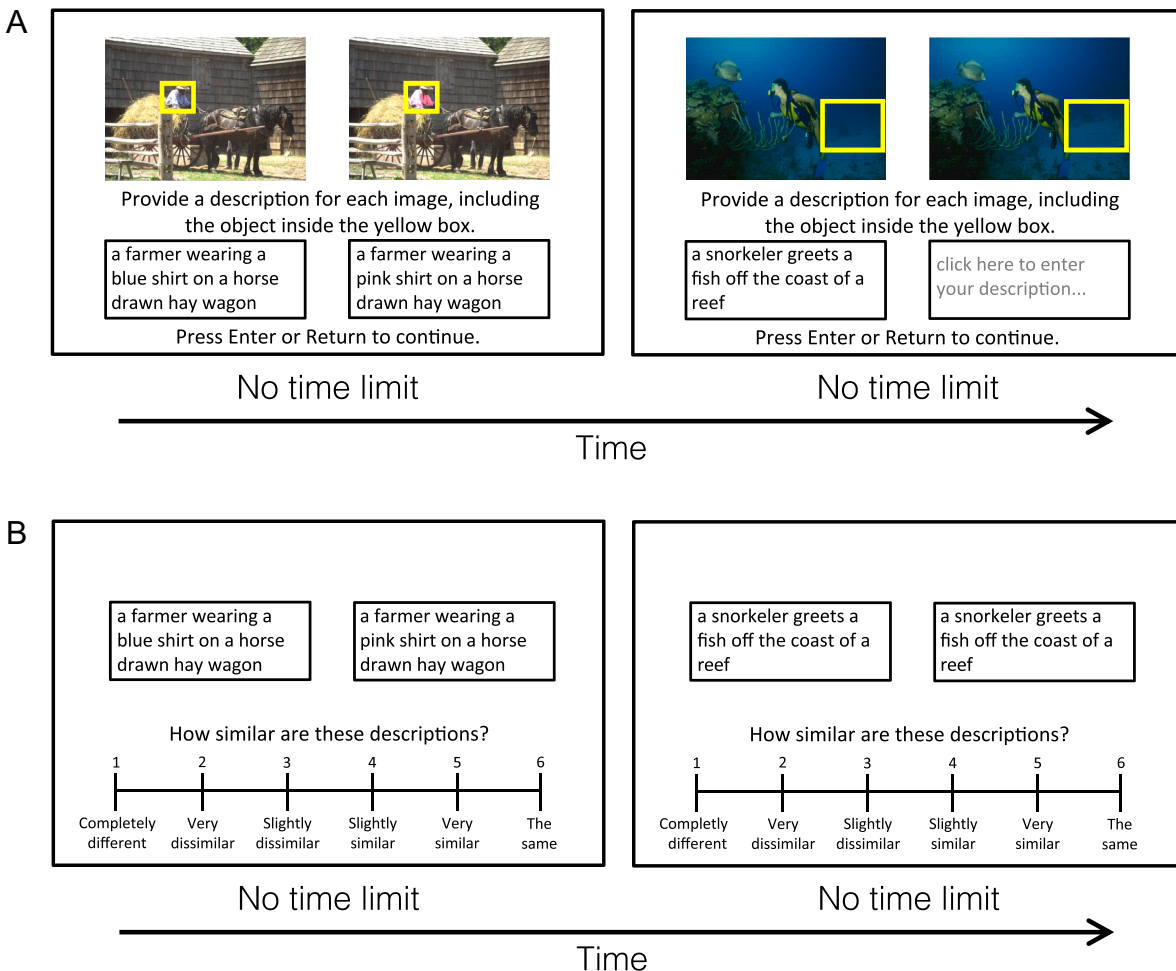 A
Provide a description for each image, including
the object inside the yellow box.
a farmer wearing a
blue shirt on a horse
drawn hay wagon
a farmer wearing a
pink shirt on a horse
drawn hay wagon
Press Enter or Return to continue.
No time limit
Provide a description for each image, including
the object inside the yellow box.
a snorkeler greets a
fish off the coast of a
reef
click here to enter
your description...
Press Enter or Return to continue.
No time limit
Time
B
a farmer wearing a
blue shirt on a horse
drawn hay wagon
a farmer wearing a
pink shirt on a horse
drawn hay wagon
How similar are these descriptions?
1 2 3 4 5 6
Completely different
Very dissimilar
Slightly dissimilar
Slightly similar
Very similar
The same
No time limit
a snorkeler greets a
fish off the coast of a
reef
a snorkeler greets a
fish off the coast of a
reef
How similar are these descriptions?
1 2 3 4 5 6
Completly different
Very dissimilar
Slightly dissimilar
Slightly similar
Very similar
The same
No time limit
Time